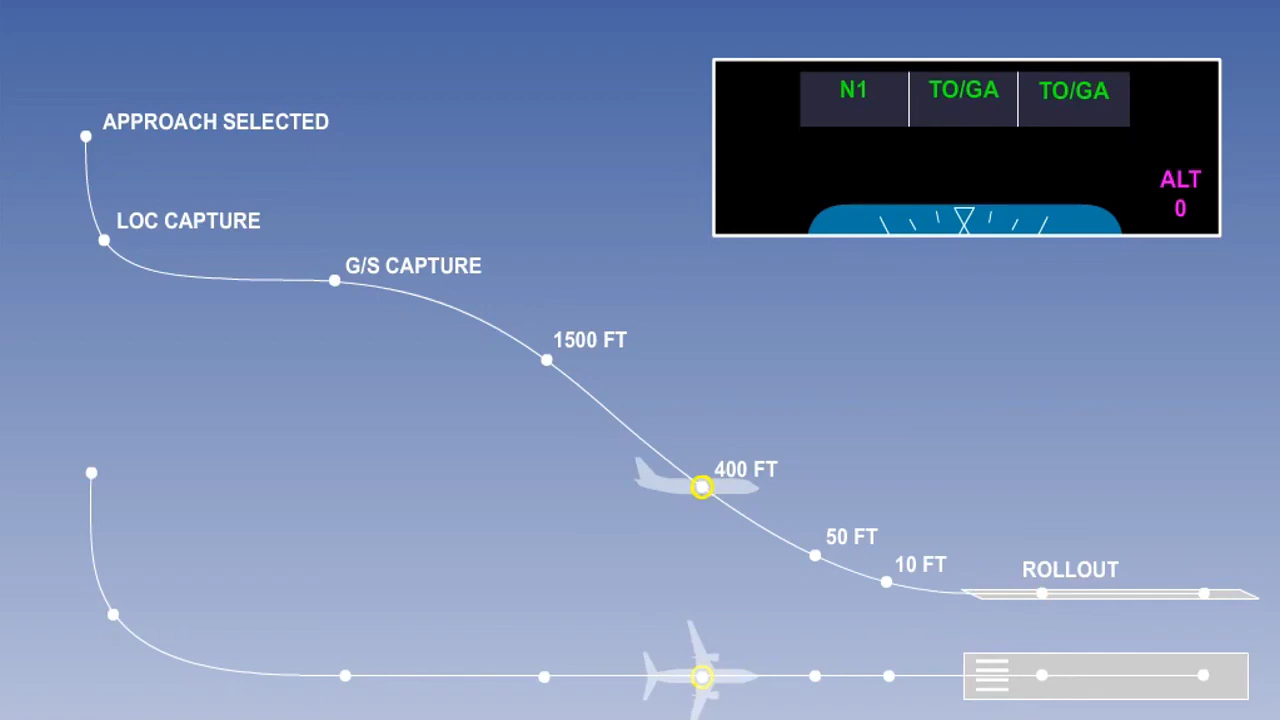 N1 TO/GA TO/GA
APPROACH SELECTED
ALT
0
LOC CAPTURE
G/S CAPTURE
1500 FT
400 FT
50 FT
10 FT
ROLLOUT